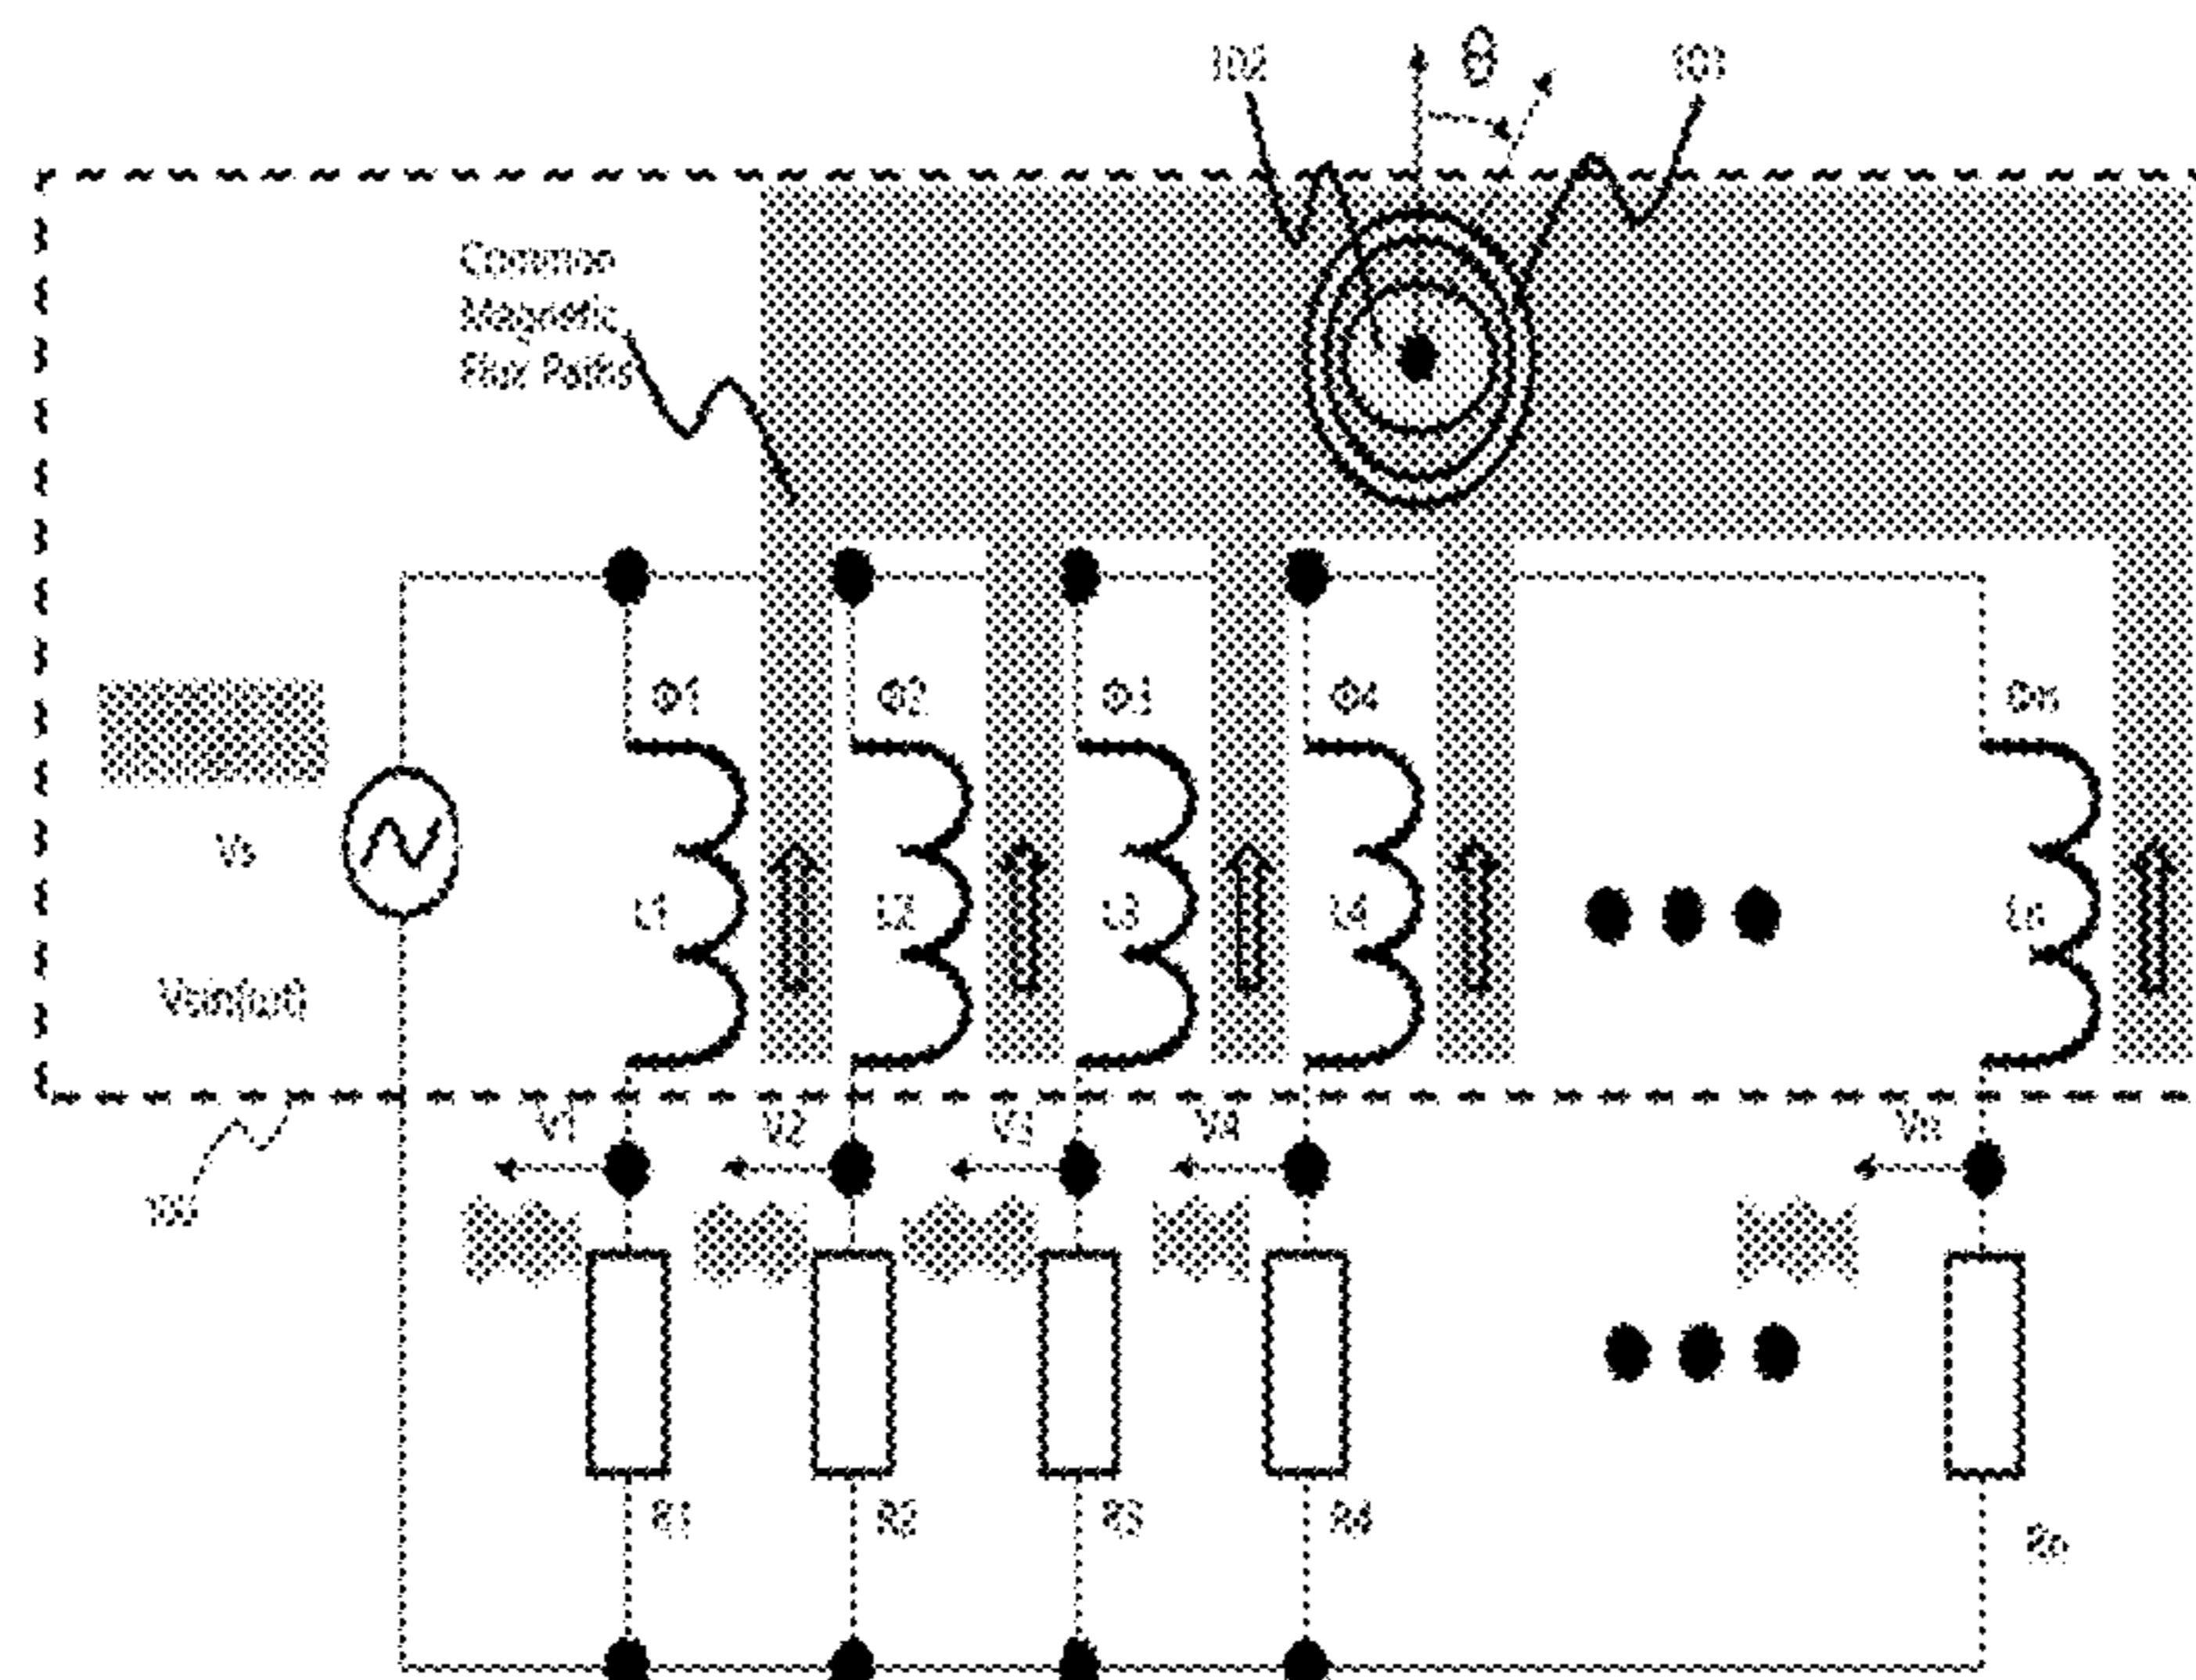 102
θ
101
Common
Magnetic
Flux Paths
Φ1
Φ2
Φ3
Φ4
Φn
Vs
L1
L2
L3
L4
Ln
Vsin(ωt)
V1
V2
V3
V4
Vn
R1
R2
R3
R4
Rn